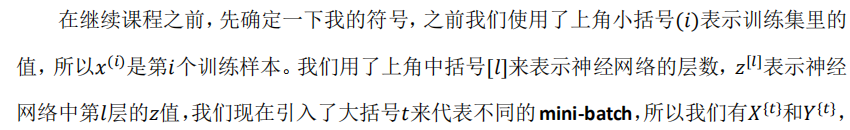 在继续课程之前，先确定一下我的符号，之前我们使用了上角小括号(i)表示训练集里的
值，所以x^(i)是第i个训练样本。我们用了上角中括号[l]来表示神经网络的层数，z^[l]表示神经
网络中第l层的z值，我们现在引入了大括号t来代表不同的 mini-batch，所以我们有X^{t}和Y^{t}，